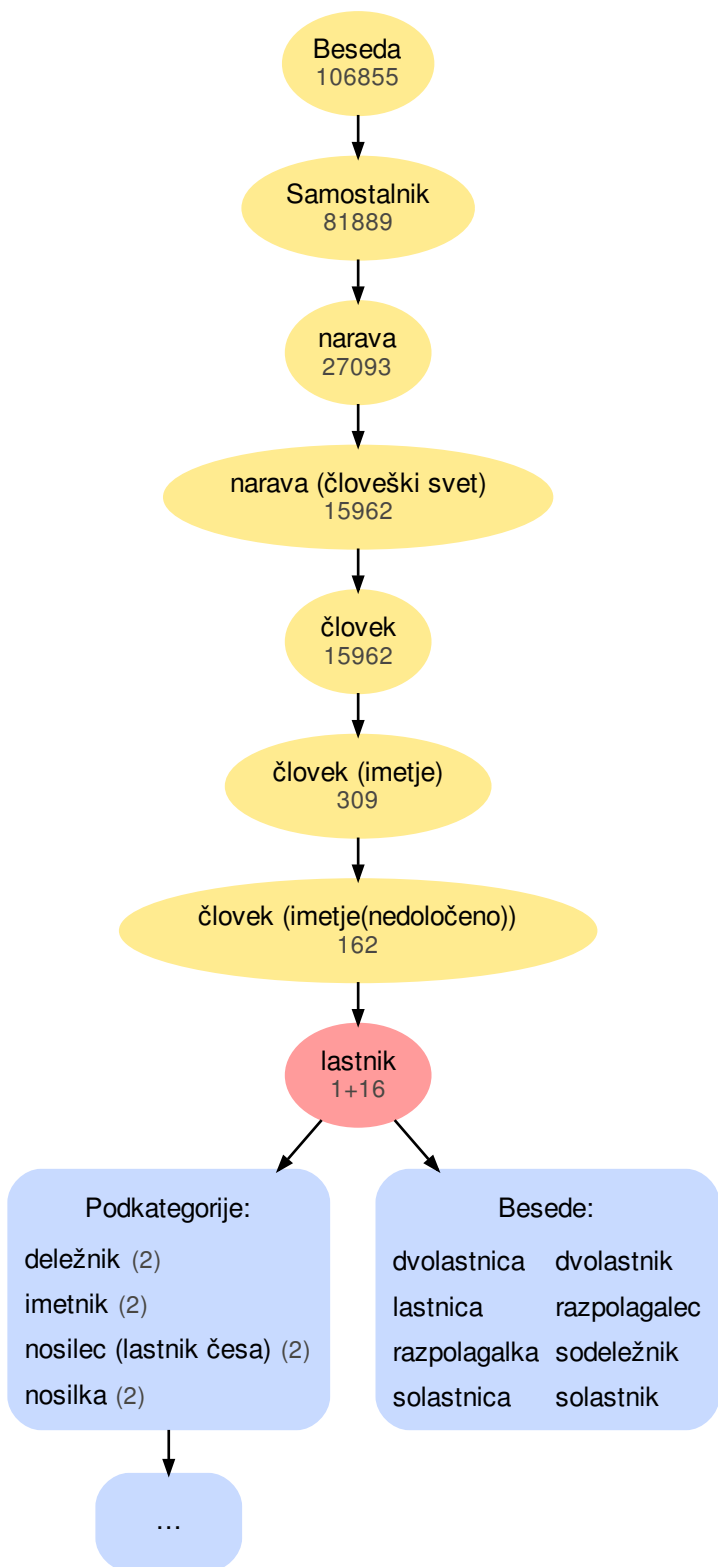 Beseda
106855
Samostalnik
81889
narava
27093
narava (človeški svet)
15962
človek
15962
človek (imetje)
309
človek (imetje(nedoločeno))
162
lastnik
1+16
Podkategorije:
deležnik (2)
imetnik (2)
nosilec (lastnik česa) (2)
nosilka (2)
...
Besede:
dvolastnica dvolastnik
lastnica razpolagalec
razpolagalka sodeležnik
solastnica solastnik